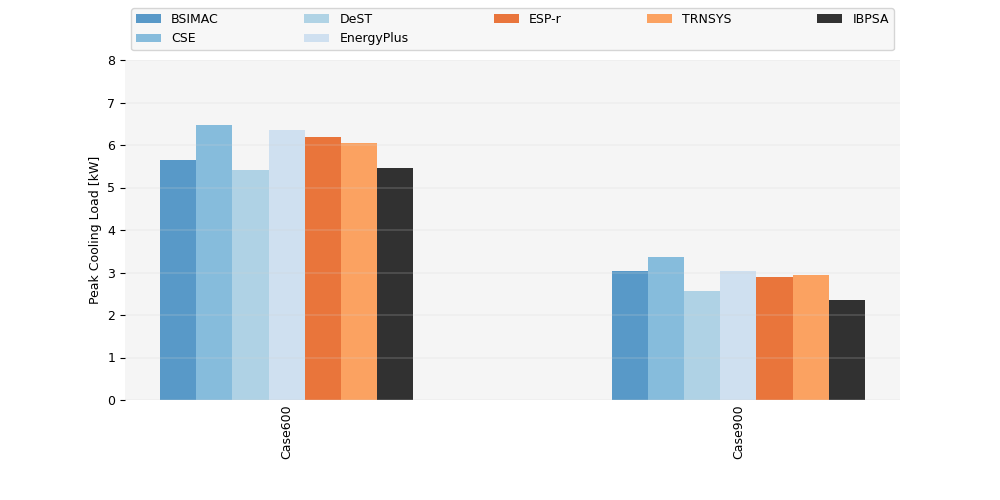 BSIMAC DeST ESP-r TRNSYS IBPSA
CSE EnergyPlus
Peak Cooling Load [kW]
8
7
6
5
4
3
2
1
0
Case600 Case900